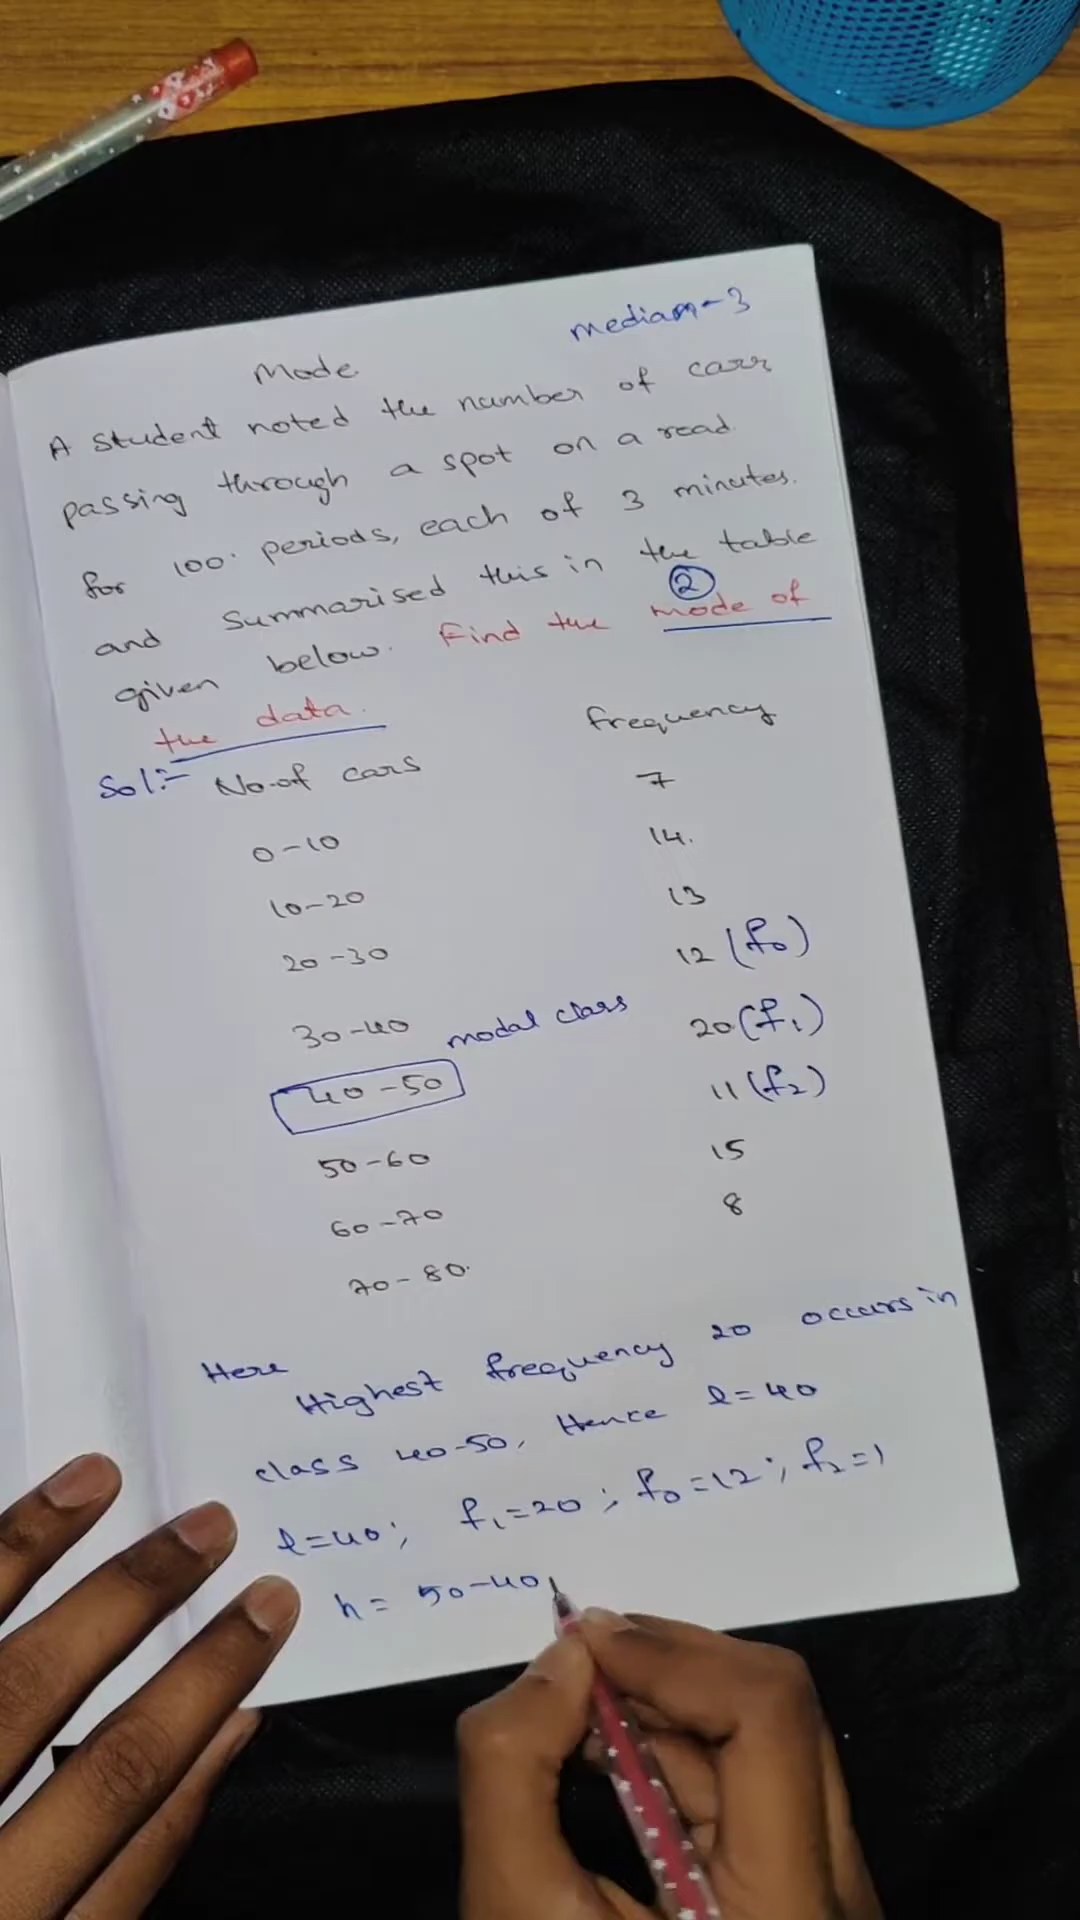 median-3
Mode
A student noted the number of carr
passing through a spot on a road.
for 100. periods, each of 3 minutes.
and summarised this in the table
given below. Find the ② mode of
the data.
Sol:- No.of cars frequency
0-10 7
10-20 14.
20-30 13
30-40 12 (f₀)
40-50 modal class 20 (f₁)
50-60 11 (f₂)
60-70 15
70-80. 8
Here
Highest frequency 20 occurs in
class 40-50, Hence l=40
l=40; f₁=20; f₀=12; f₂=1
h = 50-40